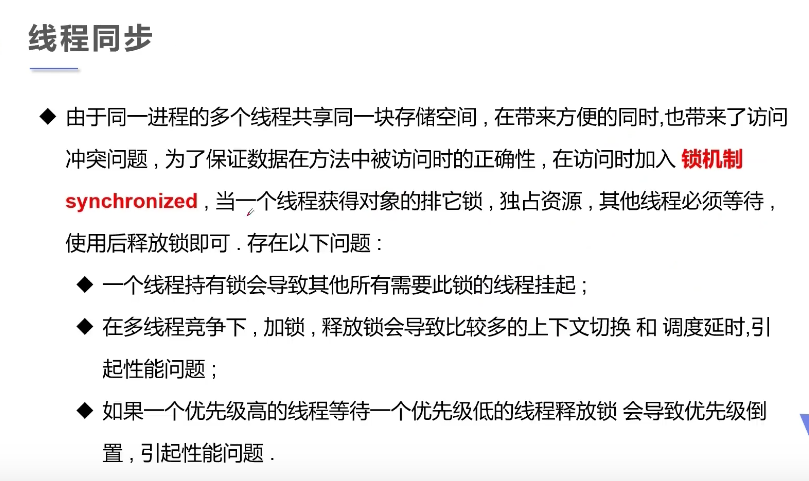 线程同步
◆ 由于同一进程的多个线程共享同一块存储空间 , 在带来方便的同时,也带来了访问
冲突问题 , 为了保证数据在方法中被访问时的正确性 , 在访问时加入 锁机制
synchronized , 当一个线程获得对象的排它锁 , 独占资源 , 其他线程必须等待 ,
使用后释放锁即可 . 存在以下问题 :
◆ 一个线程持有锁会导致其他所有需要此锁的线程挂起 ;
◆ 在多线程竞争下 , 加锁 , 释放锁会导致比较多的上下文切换 和 调度延时,引
起性能问题 ;
◆ 如果一个优先级高的线程等待一个优先级低的线程释放锁 会导致优先级倒
置 , 引起性能问题 .